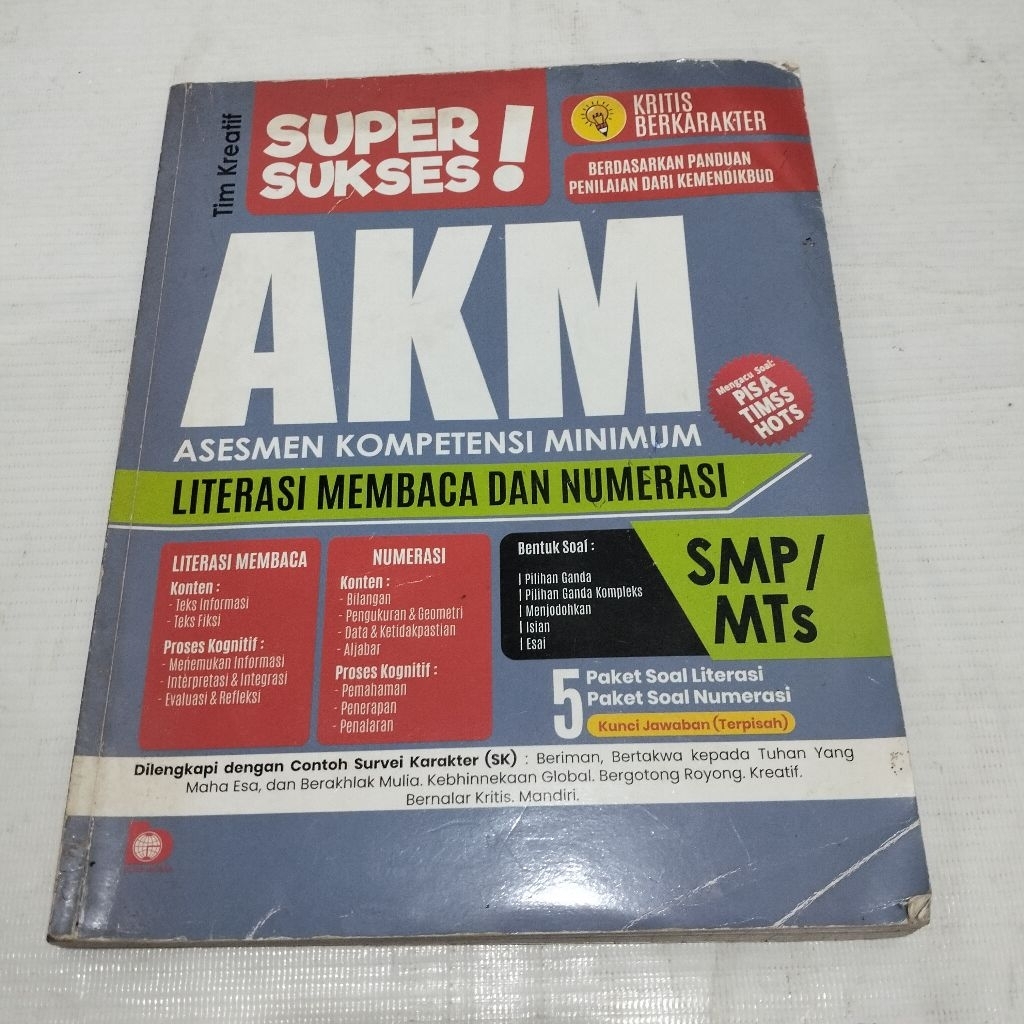 Tim Kreatif
SUPER
SUKSES!
KRITIS
BERKARAKTER
BERDASARKAN PANDUAN
PENILAIAN DARI KEMENDIKBUD
AKM
Mengacu Soal:
PISA
TIMSS
HOTS
ASESMEN KOMPETENSI MINIMUM
LITERASI MEMBACA DAN NUMERASI
LITERASI MEMBACA
Konten :
- Teks Informasi
- Teks Fiksi
Proses Kognitif :
- Menemukan Informasi
- Interpretasi & Integrasi
- Evaluasi & Refleksi
NUMERASI
Konten :
- Bilangan
- Pengukuran & Geometri
- Data & Ketidakpastian
- Aljabar
Proses Kognitif :
- Pemahaman
- Penerapan
- Penalaran
Bentuk Soal :
| Pilihan Ganda
| Pilihan Ganda Kompleks
| Menjodohkan
| Isian
| Esai
SMP/
MTs
5 Paket Soal Literasi
Paket Soal Numerasi
Kunci Jawaban (Terpisah)
Dilengkapi dengan Contoh Survei Karakter (SK) : Beriman, Bertakwa kepada Tuhan Yang
Maha Esa, dan Berakhlak Mulia. Kebhinnekaan Global. Bergotong Royong. Kreatif.
Bernalar Kritis. Mandiri.